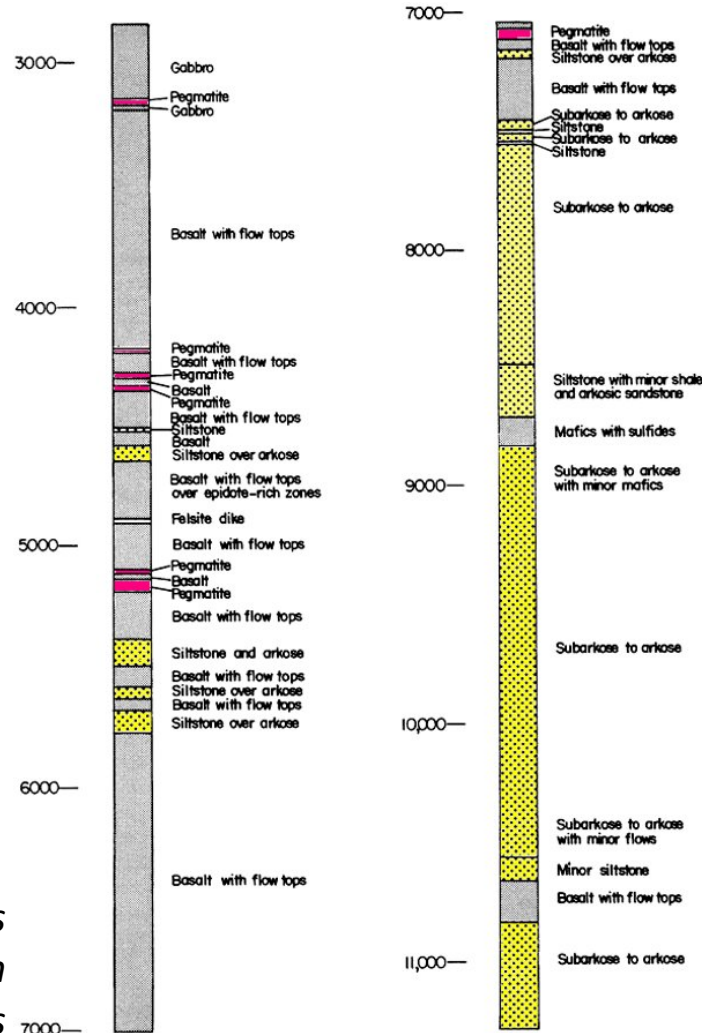 3000
Gabbro
Pegmatite
Gabbro
Basalt with flow tops
4000
Pegmatite
Basalt with flow tops
Pegmatite
Basalt
Pegmatite
Basalt with flow tops
Siltstone
Basalt
Siltstone over arkose
Basalt with flow tops
over epidote-rich zones
Felsite dike
5000
Basalt with flow tops
Pegmatite
Basalt
Pegmatite
Basalt with flow tops
Siltstone and arkose
Basalt with flow tops
Siltstone over arkose
Basalt with flow tops
Siltstone over arkose
6000
Basalt with flow tops
7000
7000
Pegmatite
Basalt with flow tops
Siltstone over arkose
Basalt with flow tops
Subarkose to arkose
Siltstone
Subarkose to arkose
Siltstone
Subarkose to arkose
8000
Siltstone with minor shale
and arkosic sandstone
Mafics with sulfides
Subarkose to arkose
with minor mafics
9000
Subarkose to arkose
10,000
Subarkose to arkose
with minor flows
Minor siltstone
Basalt with flow tops
11,000
Subarkose to arkose